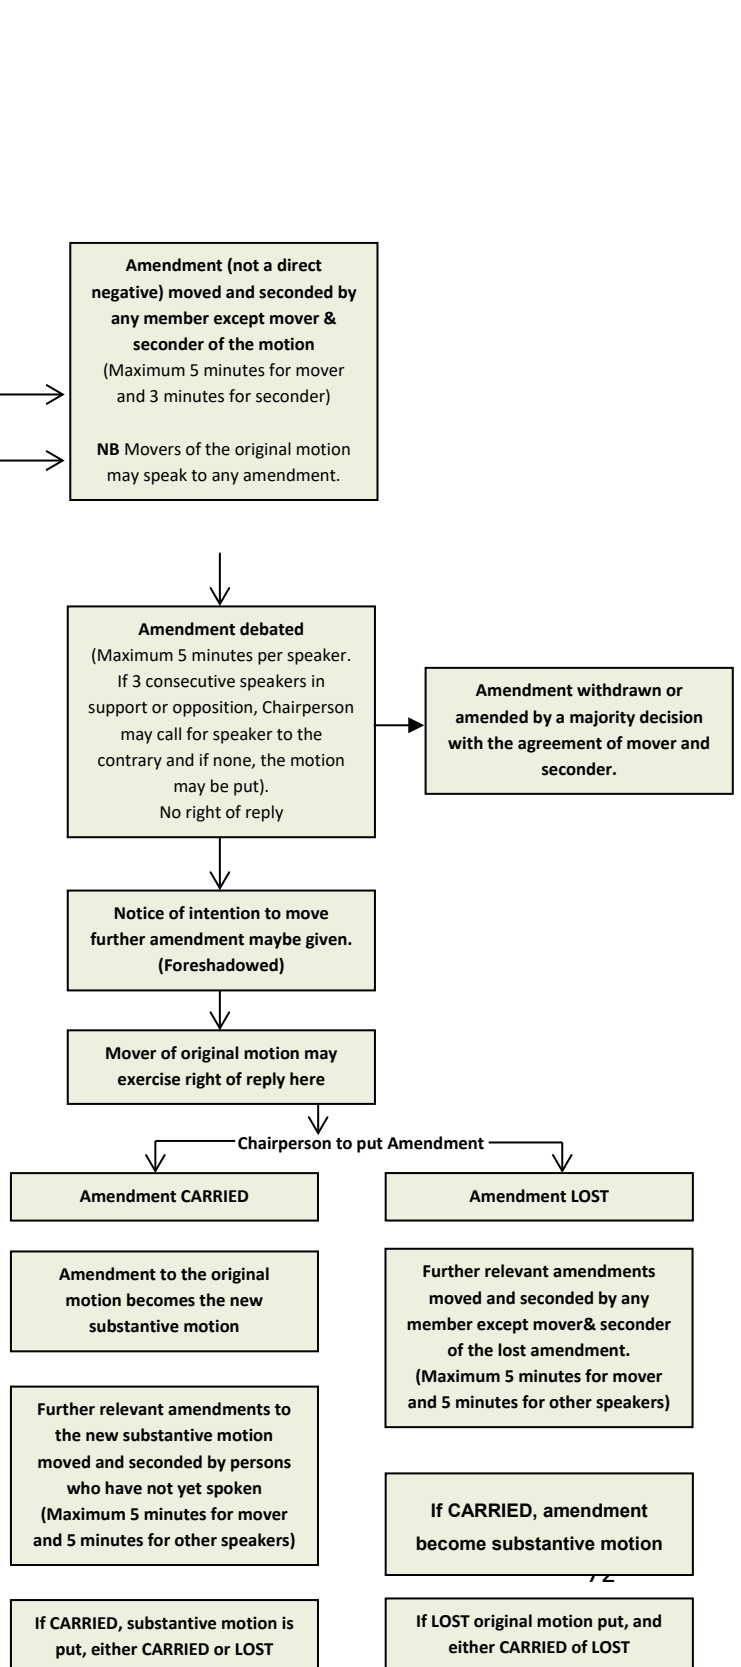 Amendment (not a direct
negative) moved and seconded by
any member except mover &
seconder of the motion
(Maximum 5 minutes for mover
and 3 minutes for seconder)
NB Movers of the original motion
may speak to any amendment.
Amendment debated
(Maximum 5 minutes per speaker.
If 3 consecutive speakers in
support or opposition, Chairperson
may call for speaker to the
contrary and if none, the motion
may be put).
No right of reply
Amendment withdrawn or
amended by a majority decision
with the agreement of mover and
seconder.
Notice of intention to move
further amendment maybe given.
(Foreshadowed)
Mover of original motion may
exercise right of reply here
Chairperson to put Amendment
Amendment CARRIED
Amendment to the original
motion becomes the new
substantive motion
Further relevant amendments to
the new substantive motion
moved and seconded by persons
who have not yet spoken
(Maximum 5 minutes for mover
and 5 minutes for other speakers)
If CARRIED, substantive motion is
put, either CARRIED or LOST
Amendment LOST
Further relevant amendments
moved and seconded by any
member except mover& seconder
of the lost amendment.
(Maximum 5 minutes for mover
and 5 minutes for other speakers)
If CARRIED, amendment
become substantive motion
If LOST original motion put, and
either CARRIED of LOST